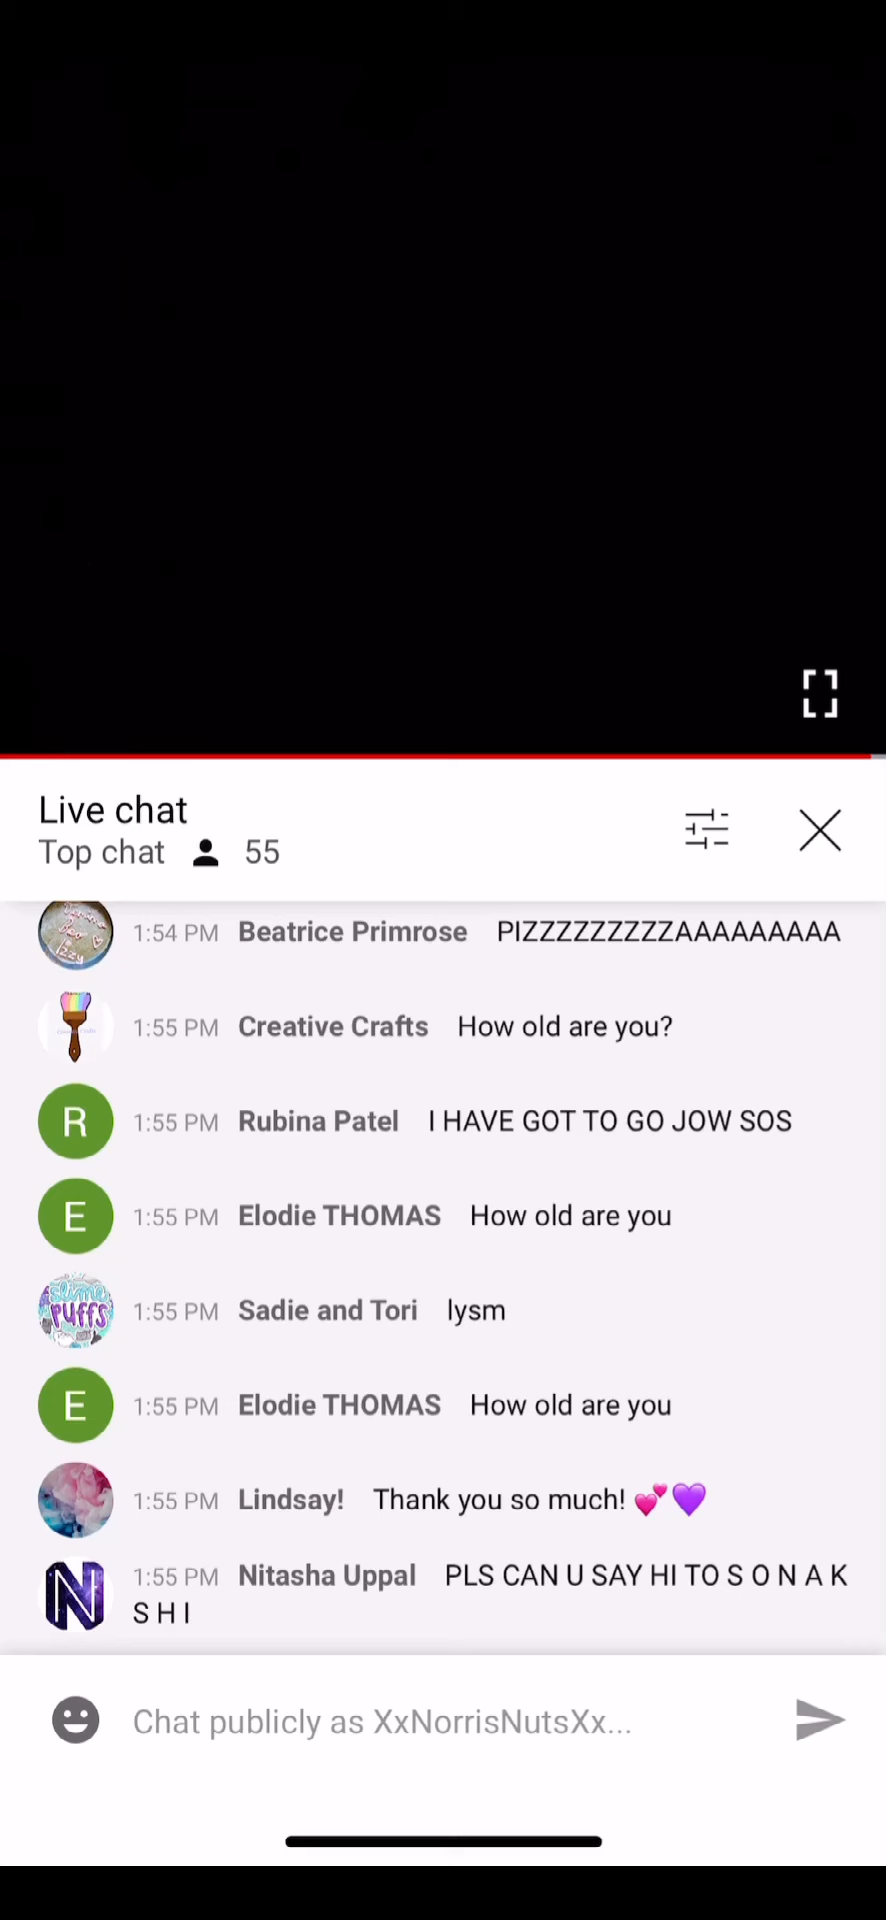 Live chat
Top chat 55
1:54 PM Beatrice Primrose PIZZZZZZZZZAAAAAAAAA
1:55 PM Creative Crafts How old are you?
R 1:55 PM Rubina Patel I HAVE GOT TO GO JOW SOS
E 1:55 PM Elodie THOMAS How old are you
slime
PUFFS 1:55 PM Sadie and Tori lysm
E 1:55 PM Elodie THOMAS How old are you
1:55 PM Lindsay! Thank you so much! 💕💜
N 1:55 PM Nitasha Uppal PLS CAN U SAY HI TO S O N A K
S H I
Chat publicly as XxNorrisNutsXx...